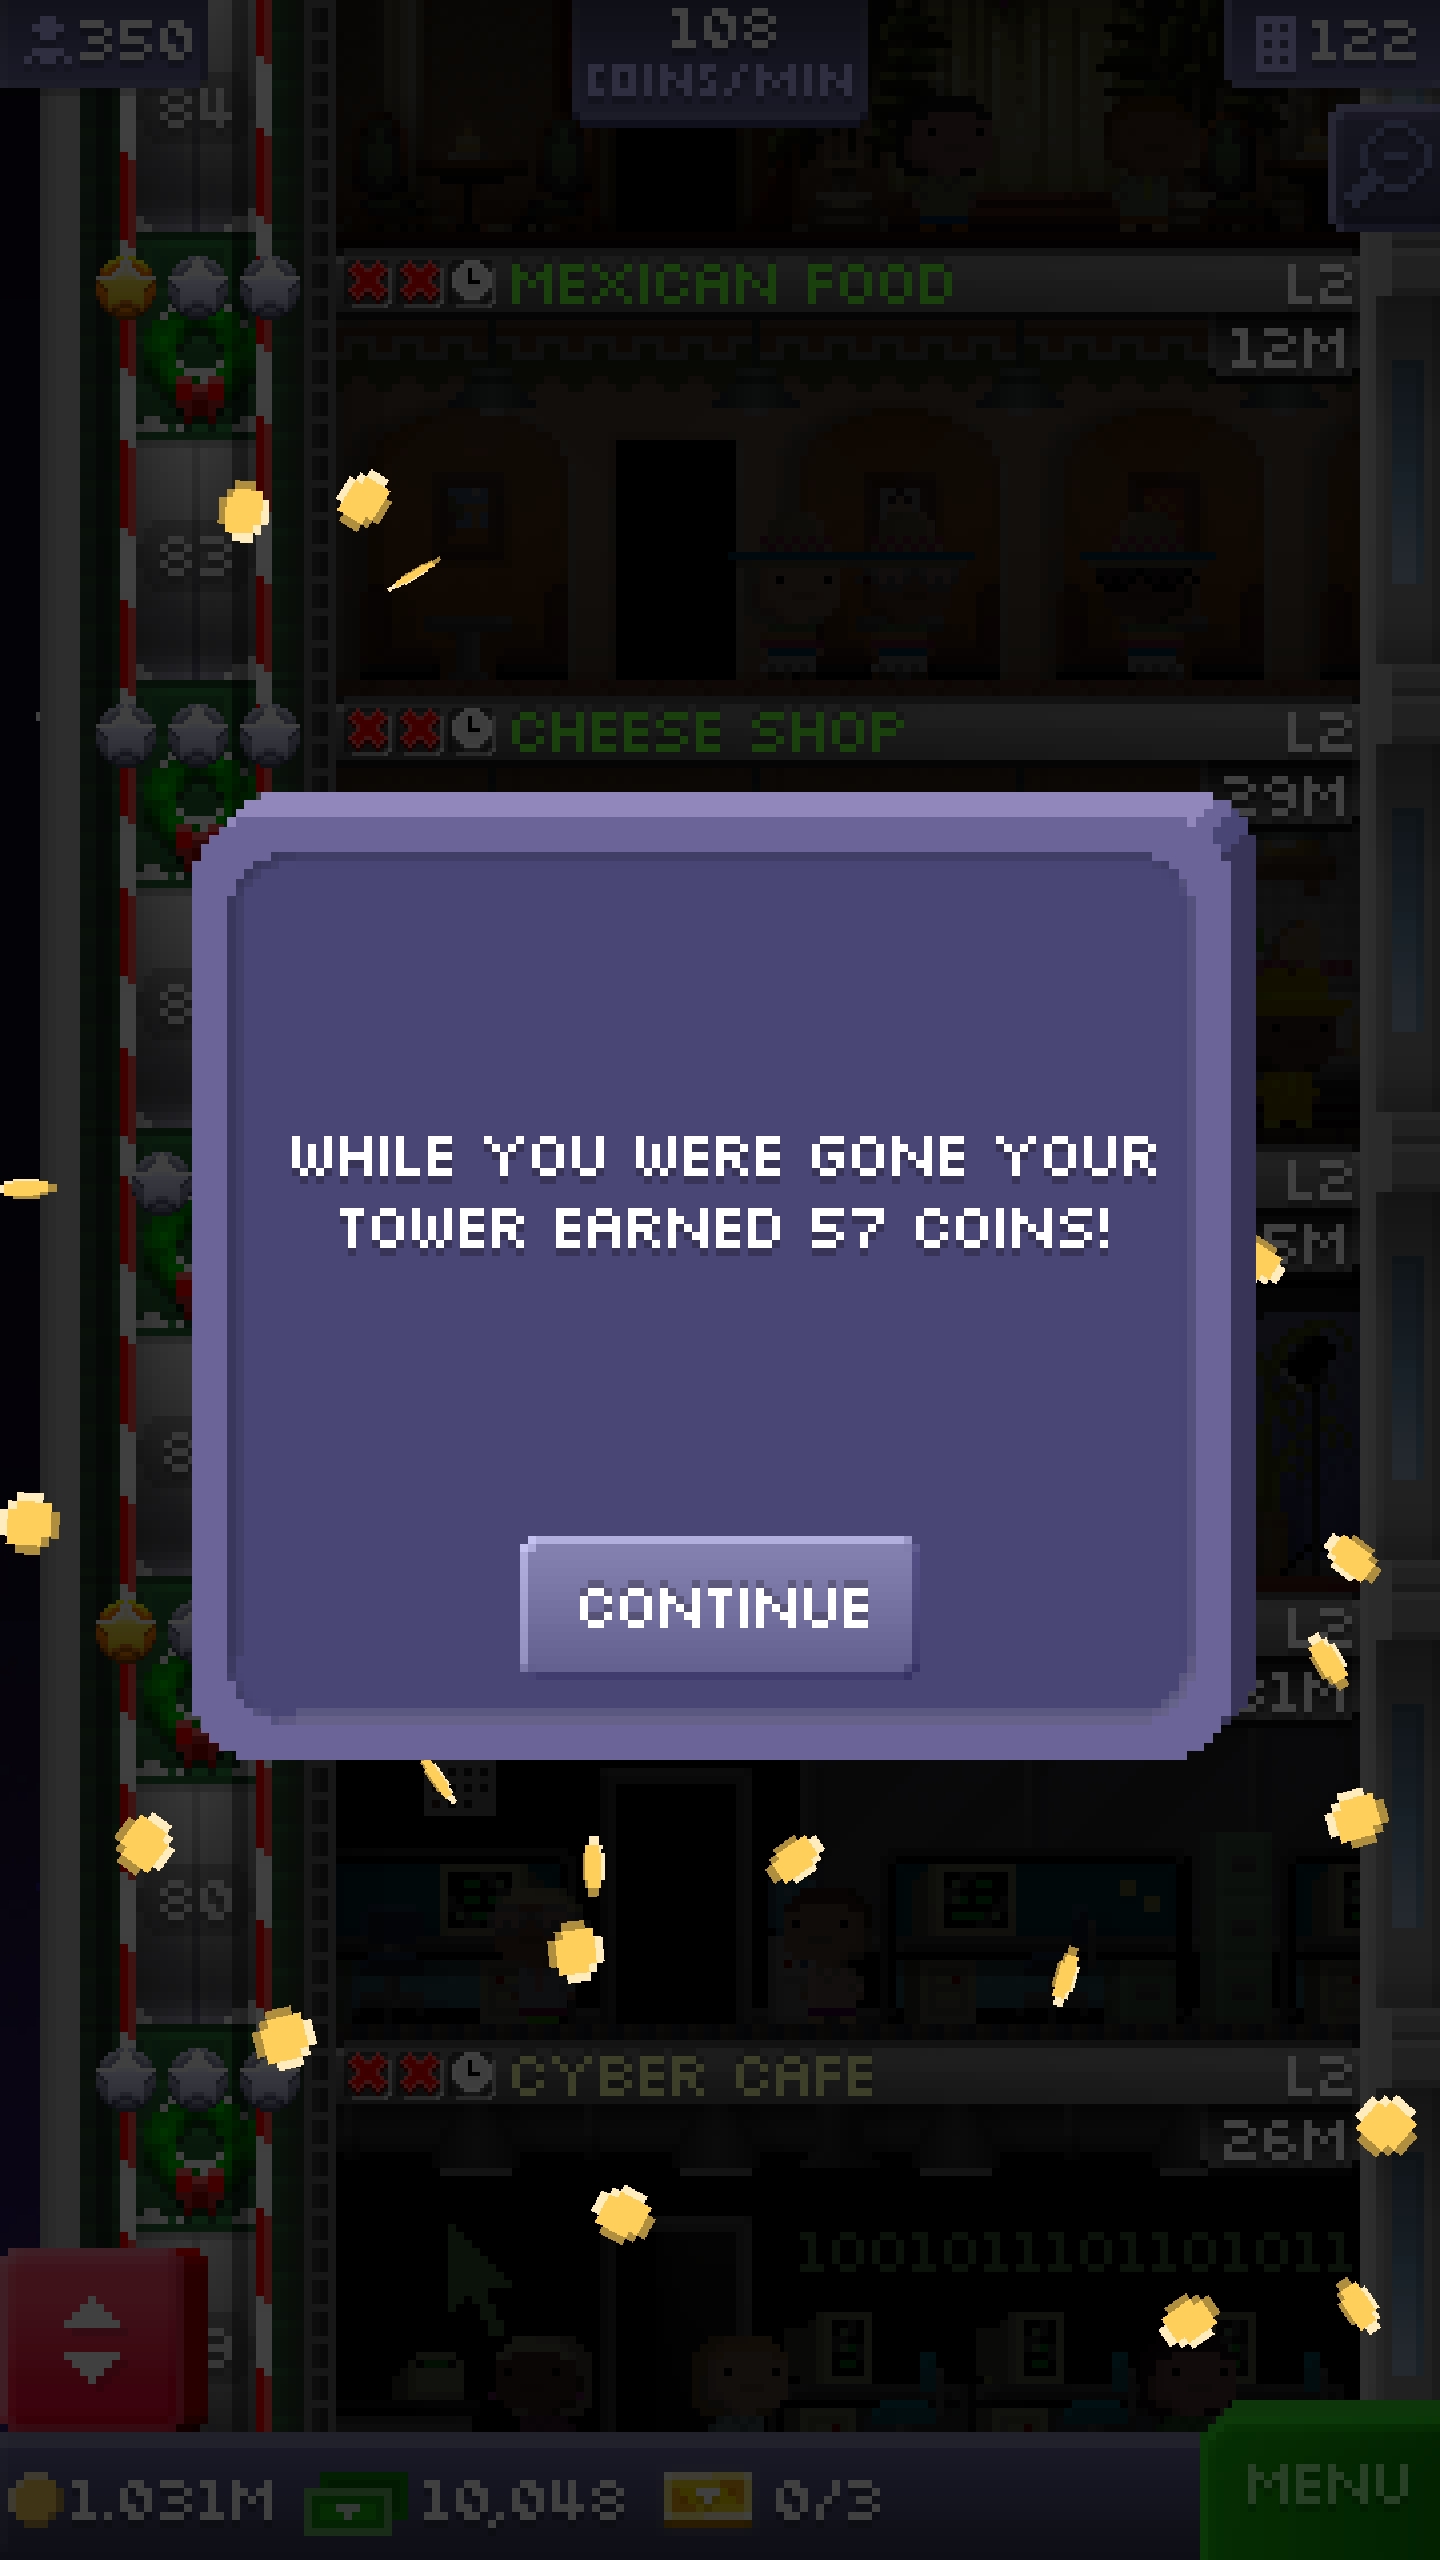 350
108
COINS/MIN
122
84
MEXICAN FOOD
L2
12M
83
CHEESE SHOP
L2
29M
WHILE YOU WERE GONE YOUR
TOWER EARNED 57 COINS!
L2
L2
CONTINUE
80
CYBER CAFE
L2
26M
1001011101101011
1.031M
10,048
0/3
MENU